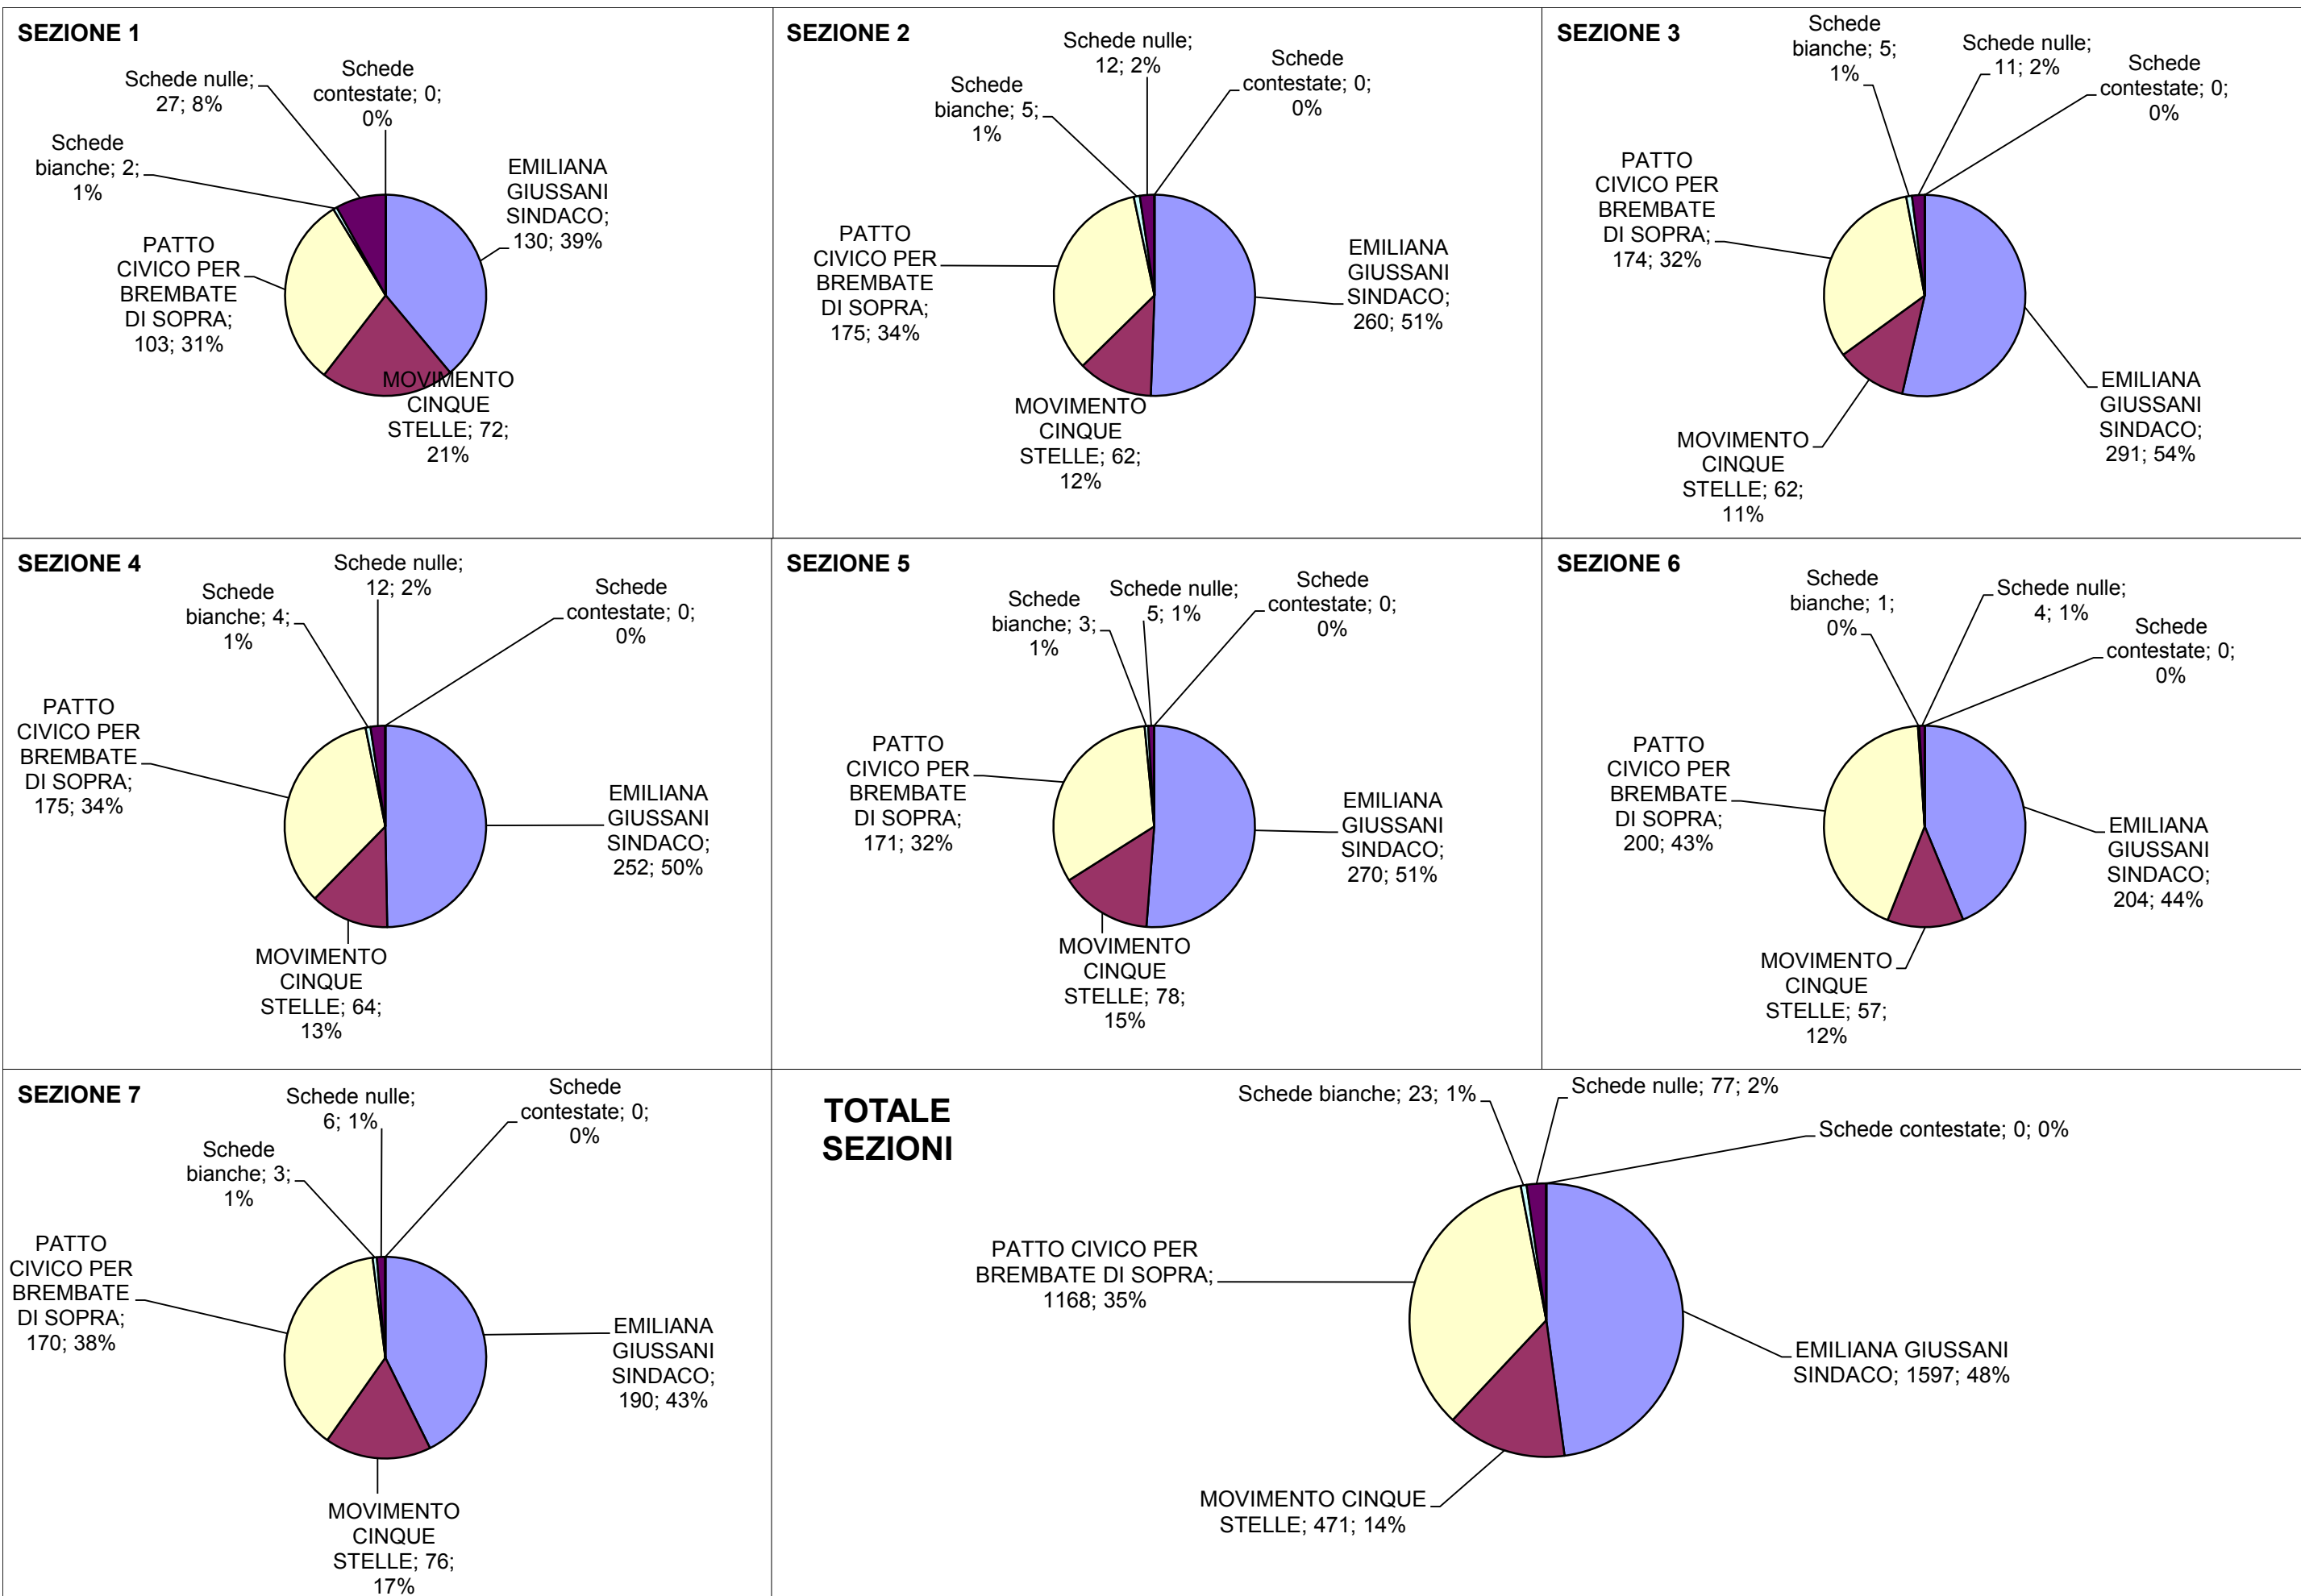 SEZIONE 1
Schede nulle;
27; 8%
Schede
contestate; 0;
0%
Schede
bianche; 2;
1%
EMILIANA
GIUSSANI
SINDACO;
130; 39%
PATTO
CIVICO PER
BREMBATE
DI SOPRA;
103; 31%
MOVIMENTO
CINQUE
STELLE; 72;
21%
SEZIONE 2
Schede nulle;
12; 2%
Schede
contestate; 0;
0%
Schede
bianche; 5;
1%
PATTO
CIVICO PER
BREMBATE
DI SOPRA;
175; 34%
EMILIANA
GIUSSANI
SINDACO;
260; 51%
MOVIMENTO
CINQUE
STELLE; 62;
12%
SEZIONE 3
Schede
bianche; 5;
1%
Schede nulle;
11; 2%
Schede
contestate; 0;
0%
PATTO
CIVICO PER
BREMBATE
DI SOPRA;
174; 32%
EMILIANA
GIUSSANI
SINDACO;
291; 54%
MOVIMENTO
CINQUE
STELLE; 62;
11%
SEZIONE 4
Schede nulle;
12; 2%
Schede
bianche; 4;
1%
Schede
contestate; 0;
0%
PATTO
CIVICO PER
BREMBATE
DI SOPRA;
175; 34%
EMILIANA
GIUSSANI
SINDACO;
252; 50%
MOVIMENTO
CINQUE
STELLE; 64;
13%
SEZIONE 5
Schede
bianche; 3;
1%
Schede nulle;
5; 1%
Schede
contestate; 0;
0%
PATTO
CIVICO PER
BREMBATE
DI SOPRA;
171; 32%
EMILIANA
GIUSSANI
SINDACO;
270; 51%
MOVIMENTO
CINQUE
STELLE; 78;
15%
SEZIONE 6
Schede
bianche; 1;
0%
Schede nulle;
4; 1%
Schede
contestate; 0;
0%
PATTO
CIVICO PER
BREMBATE
DI SOPRA;
200; 43%
EMILIANA
GIUSSANI
SINDACO;
204; 44%
MOVIMENTO
CINQUE
STELLE; 57;
12%
SEZIONE 7
Schede nulle;
6; 1%
Schede
contestate; 0;
0%
Schede
bianche; 3;
1%
PATTO
CIVICO PER
BREMBATE
DI SOPRA;
170; 38%
EMILIANA
GIUSSANI
SINDACO;
190; 43%
MOVIMENTO
CINQUE
STELLE; 76;
17%
TOTALE
SEZIONI
Schede bianche; 23; 1%
Schede nulle; 77; 2%
Schede contestate; 0; 0%
PATTO CIVICO PER
BREMBATE DI SOPRA;
1168; 35%
EMILIANA GIUSSANI
SINDACO; 1597; 48%
MOVIMENTO CINQUE
STELLE; 471; 14%